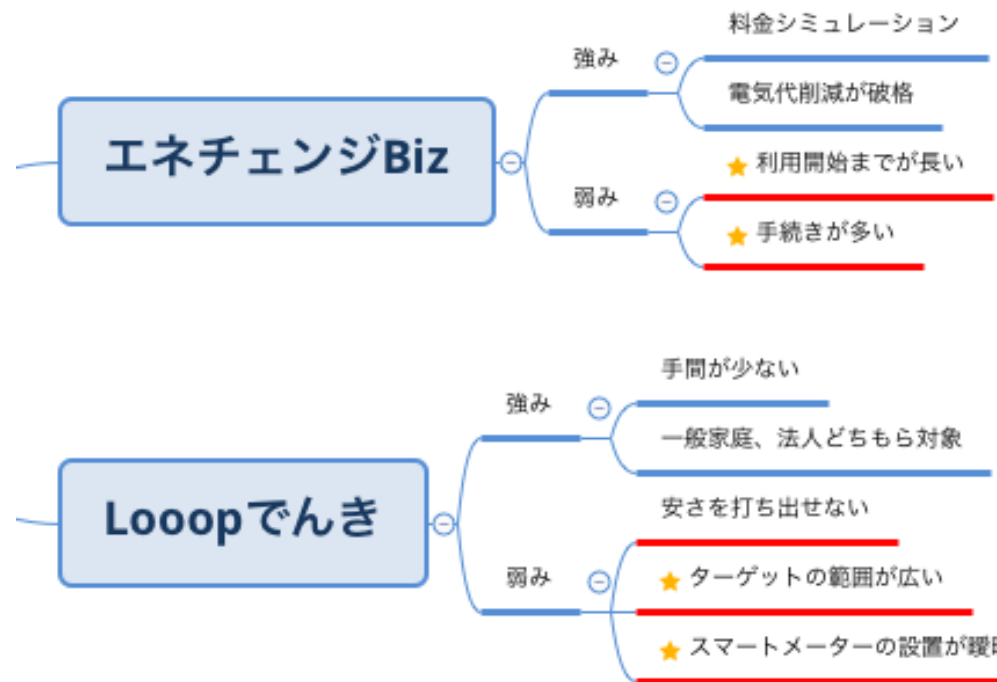 エネチェンジBiz
強み
料金シミュレーション
電気代削減が破格
弱み
利用開始までが長い
手続きが多い
Looopでんき
強み
手間が少ない
一般家庭、法人どちもら対象
弱み
安さを打ち出せない
ターゲットの範囲が広い
スマートメーターの設置が曖